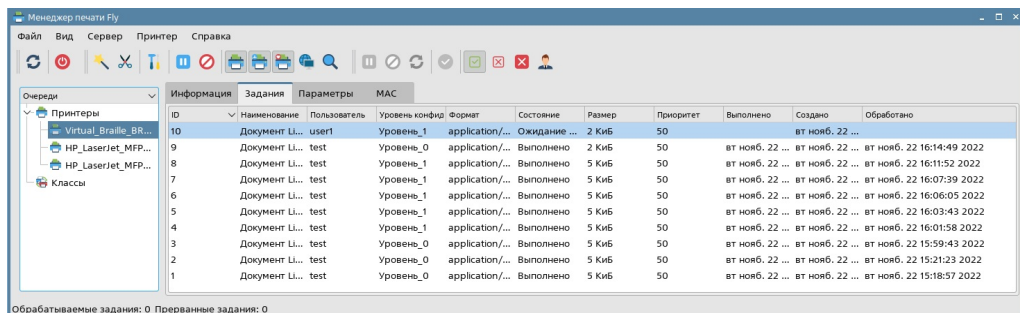 Менеджер печати Fly
Файл Вид Сервер Принтер Справка
Очереди
Принтеры
Virtual_Braille_BR...
HP_LaserJet_MFP...
HP_LaserJet_MFP...
Классы
Информация Задания Параметры МАС
ID Наименование Пользователь Уровень конфид Формат Состояние Размер Приоритет Выполнено Создано Обработано
10 Документ Li... user1 Уровень_1 application/... Ожидание ... 2 КиБ 50 вт нояб. 22 ...
9 Документ Li... test Уровень_0 application/... Выполнено 2 КиБ 50 вт нояб. 22 ... вт нояб. 22 ... вт нояб. 22 16:14:49 2022
8 Документ Li... test Уровень_1 application/... Выполнено 5 КиБ 50 вт нояб. 22 ... вт нояб. 22 ... вт нояб. 22 16:11:52 2022
7 Документ Li... test Уровень_1 application/... Выполнено 5 КиБ 50 вт нояб. 22 ... вт нояб. 22 ... вт нояб. 22 16:07:39 2022
6 Документ Li... test Уровень_1 application/... Выполнено 5 КиБ 50 вт нояб. 22 ... вт нояб. 22 ... вт нояб. 22 16:06:05 2022
5 Документ Li... test Уровень_1 application/... Выполнено 5 КиБ 50 вт нояб. 22 ... вт нояб. 22 ... вт нояб. 22 16:03:43 2022
4 Документ Li... test Уровень_1 application/... Выполнено 5 КиБ 50 вт нояб. 22 ... вт нояб. 22 ... вт нояб. 22 16:01:58 2022
3 Документ Li... test Уровень_0 application/... Выполнено 5 КиБ 50 вт нояб. 22 ... вт нояб. 22 ... вт нояб. 22 15:59:43 2022
2 Документ Li... test Уровень_0 application/... Выполнено 5 КиБ 50 вт нояб. 22 ... вт нояб. 22 ... вт нояб. 22 15:21:23 2022
1 Документ Li... test Уровень_0 application/... Выполнено 5 КиБ 50 вт нояб. 22 ... вт нояб. 22 ... вт нояб. 22 15:18:57 2022
Обрабатываемые задания: 0 Прерванные задания: 0